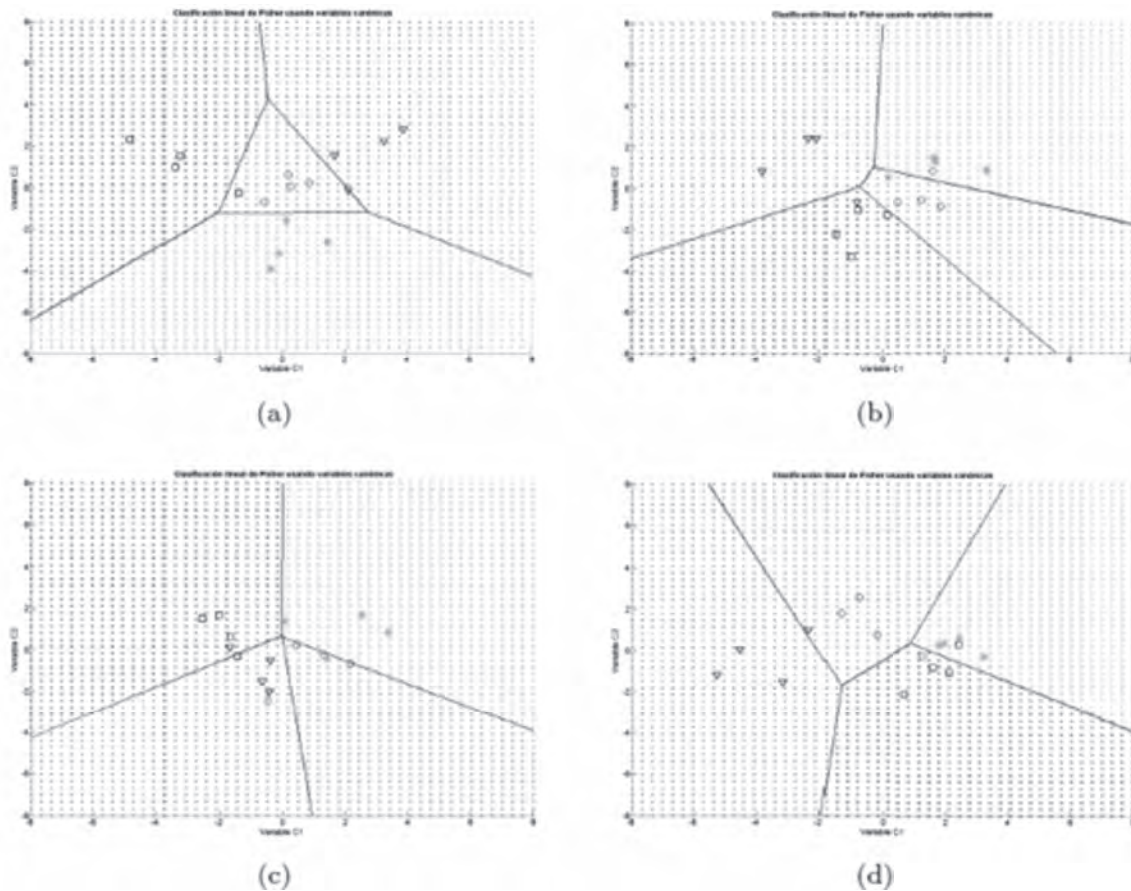 Clasificación lineal de Fisher usando variables canónicas
Clasificación lineal de Fisher usando variables canónicas
Variable C2
Variable C2
Variable C1
Variable C1
(a)
(b)
Clasificación lineal de Fisher usando variables canónicas
Clasificación lineal de Fisher usando variables canónicas
Variable C2
Variable C2
Variable C1
Variable C1
(c)
(d)